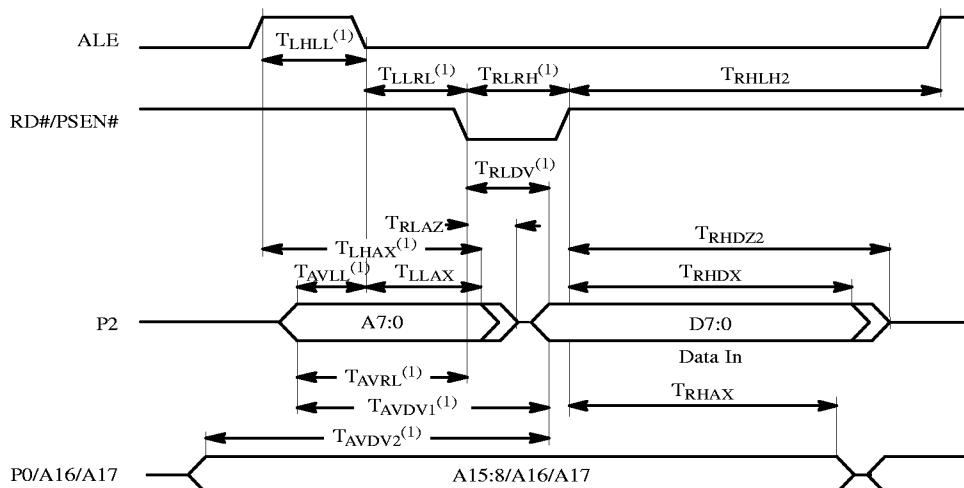 ALE
T_LHLL^(1)
T_LLRL^(1) T_RLRH^(1) T_RHLH2
RD#/PSEN#
T_RLDV^(1)
T_RLAZ
T_LHAX^(1) T_RHDZ2
T_AVLL^(1) T_LLAX T_RHDX
P2 A7:0 D7:0
Data In
T_AVRL^(1) T_RHAX
T_AVDV1^(1)
T_AVDV2^(1)
P0/A16/A17 A15:8/A16/A17